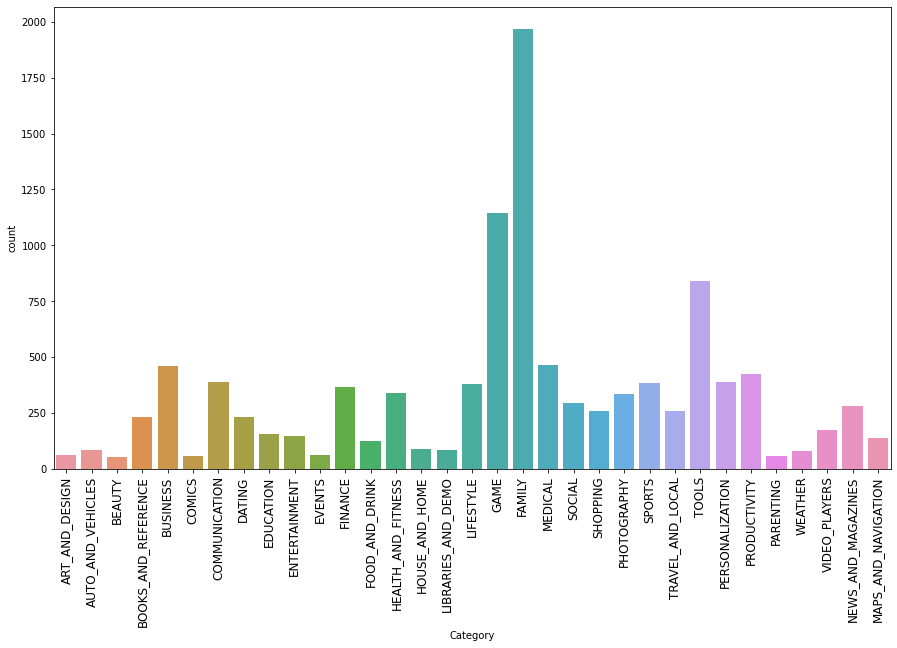 2000
1750
1500
1250
1000
750
500
250
0
count
ART_AND_DESIGN
AUTO_AND_VEHICLES
BEAUTY
BOOKS_AND_REFERENCE
BUSINESS
COMICS
COMMUNICATION
DATING
EDUCATION
ENTERTAINMENT
EVENTS
FINANCE
FOOD_AND_DRINK
HEALTH_AND_FITNESS
HOUSE_AND_HOME
LIBRARIES_AND_DEMO
LIFESTYLE
GAME
FAMILY
MEDICAL
SOCIAL
SHOPPING
PHOTOGRAPHY
SPORTS
TRAVEL_AND_LOCAL
TOOLS
PERSONALIZATION
PRODUCTIVITY
PARENTING
WEATHER
VIDEO_PLAYERS
NEWS_AND_MAGAZINES
MAPS_AND_NAVIGATION
Category